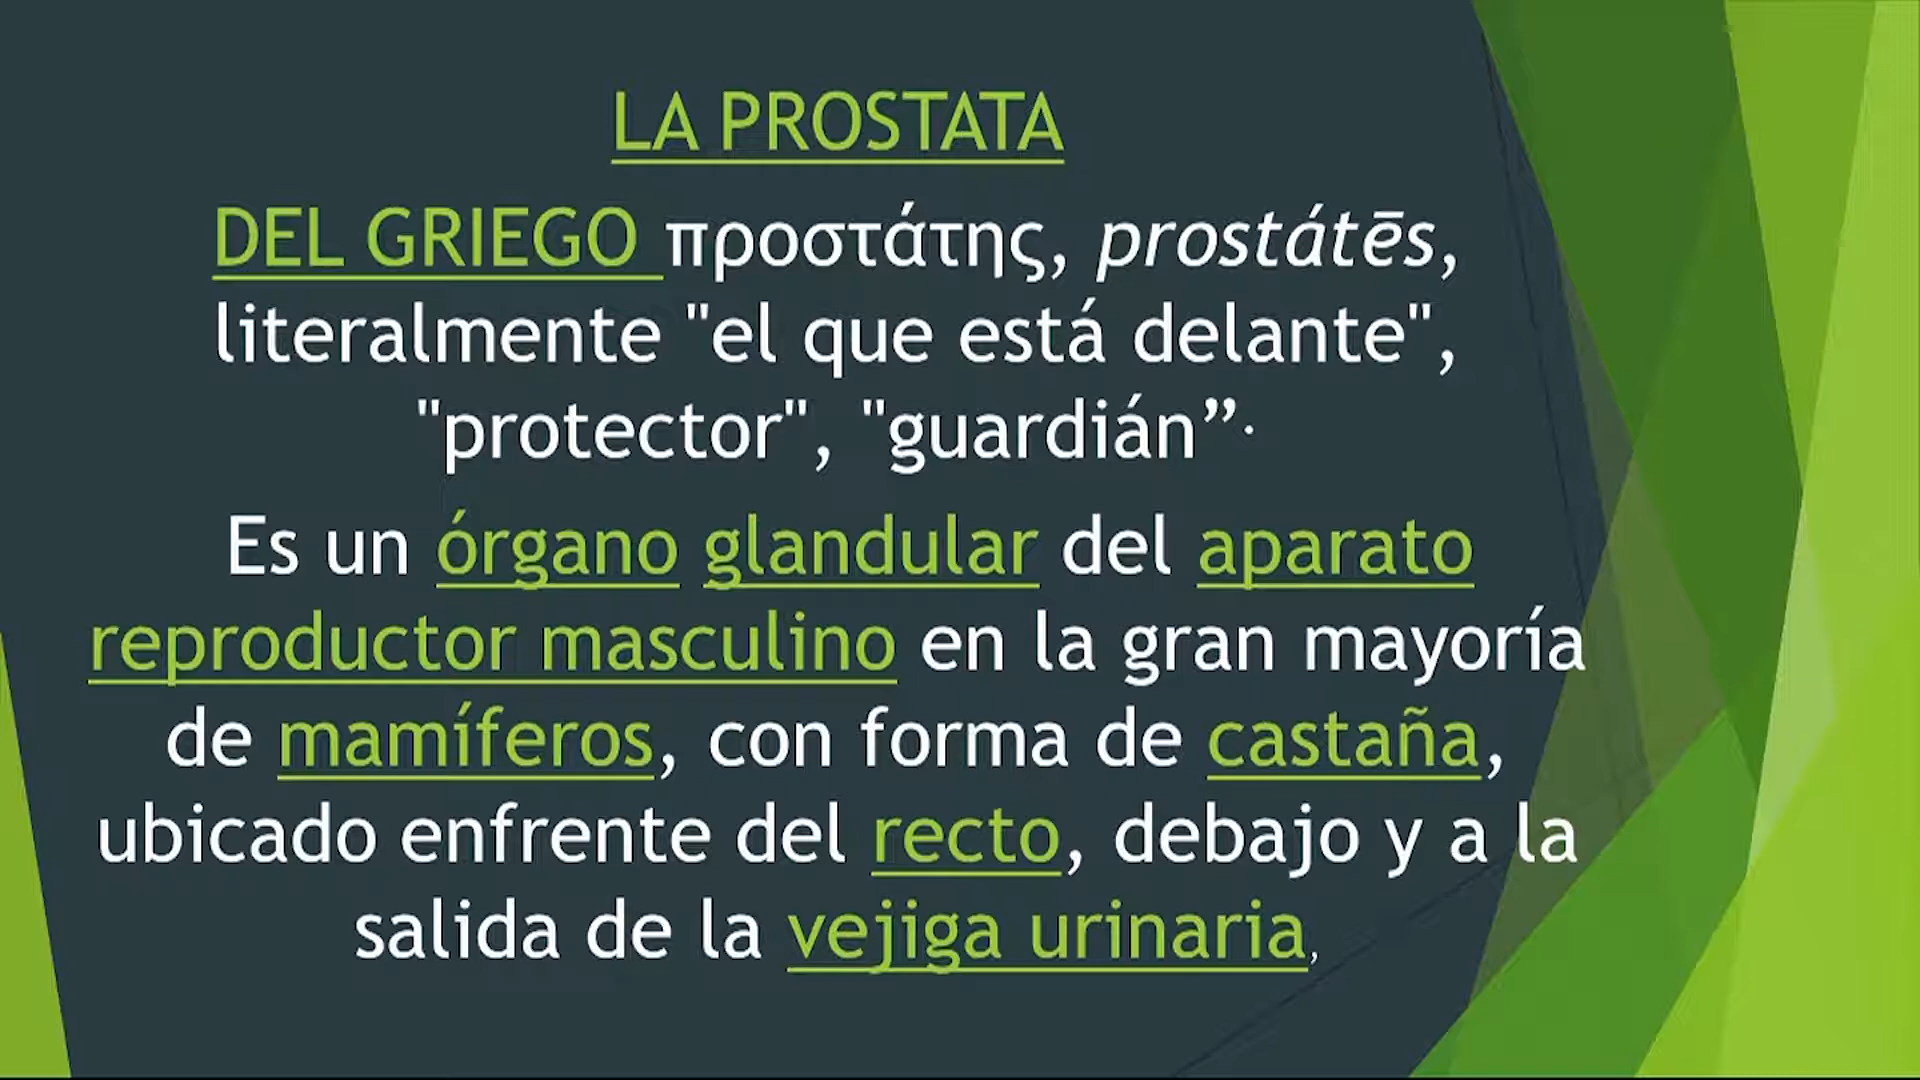 LA PROSTATA
DEL GRIEGO προστάτης, prostátēs,
literalmente "el que está delante",
"protector", "guardián”·
Es un órgano glandular del aparato
reproductor masculino en la gran mayoría
de mamíferos, con forma de castaña,
ubicado enfrente del recto, debajo y a la
salida de la vejiga urinaria,